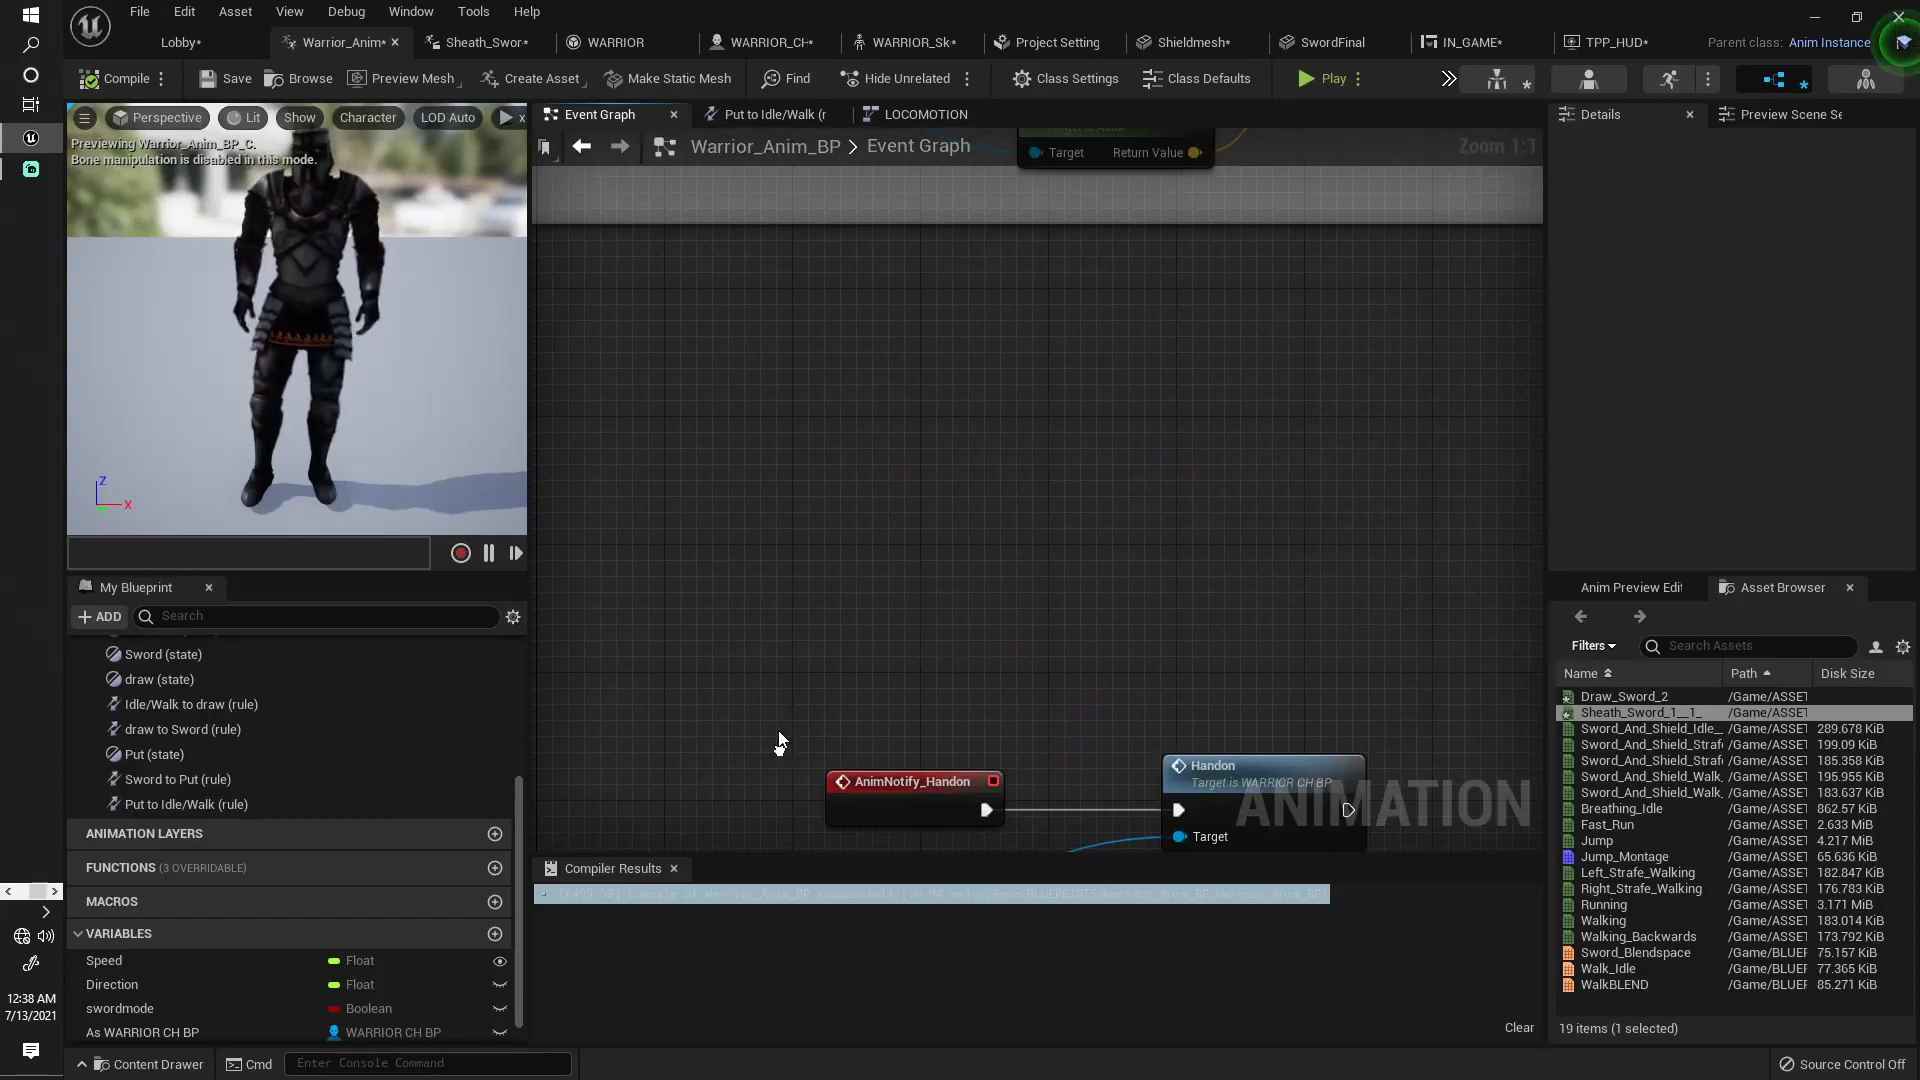 File Edit Asset View Debug Window Tools Help
Lobby* Warrior_Anim* Sheath_Swor* WARRIOR WARRIOR_CH* WARRIOR_Sk* Project Setting Shieldmesh* SwordFinal IN_GAME* TPP_HUD* Parent class: Anim Instance
Compile Save Browse Preview Mesh Create Asset Make Static Mesh Find Hide Unrelated Class Settings Class Defaults Play
Perspective Lit Show Character LOD Auto x
Previewing Warrior_Anim_BP_C.
Bone manipulation is disabled in this mode.
Z
X
Event Graph Put to Idle/Walk (r LOCOMOTION
Warrior_Anim_BP > Event Graph Zoom 1:1
Target Return Value
AnimNotify_Handon
Handon
Target is WARRIOR CH BP
Target
ANIMATION
My Blueprint
ADD Search
Sword (state)
draw (state)
Idle/Walk to draw (rule)
draw to Sword (rule)
Put (state)
Sword to Put (rule)
Put to Idle/Walk (rule)
ANIMATION LAYERS
FUNCTIONS (3 OVERRIDABLE)
MACROS
VARIABLES
Speed Float
Direction Float
swordmode Boolean
As WARRIOR CH BP WARRIOR CH BP
Compiler Results
Clear
Details Preview Scene Se
Anim Preview Edit Asset Browser
Filters Search Assets
Name Path Disk Size
Draw_Sword_2 /Game/ASSET
Sheath_Sword_1__1_ /Game/ASSET
Sword_And_Shield_Idle_ /Game/ASSET 289.678 KiB
Sword_And_Shield_Straf /Game/ASSET 199.09 KiB
Sword_And_Shield_Straf /Game/ASSET 185.358 KiB
Sword_And_Shield_Walk_ /Game/ASSET 195.955 KiB
Sword_And_Shield_Walk_ /Game/ASSET 183.637 KiB
Breathing_Idle /Game/ASSET 862.57 KiB
Fast_Run /Game/ASSET 2.633 MiB
Jump /Game/ASSET 4.217 MiB
Jump_Montage /Game/ASSET 65.636 KiB
Left_Strafe_Walking /Game/ASSET 182.847 KiB
Right_Strafe_Walking /Game/ASSET 176.783 KiB
Running /Game/ASSET 3.171 MiB
Walking /Game/ASSET 183.014 KiB
Walking_Backwards /Game/ASSET 173.792 KiB
Sword_Blendspace /Game/BLUEF 75.157 KiB
Walk_Idle /Game/BLUEF 77.365 KiB
WalkBLEND /Game/BLUEF 85.271 KiB
19 items (1 selected)
12:38 AM
7/13/2021
Content Drawer Cmd Enter Console Command Source Control Off